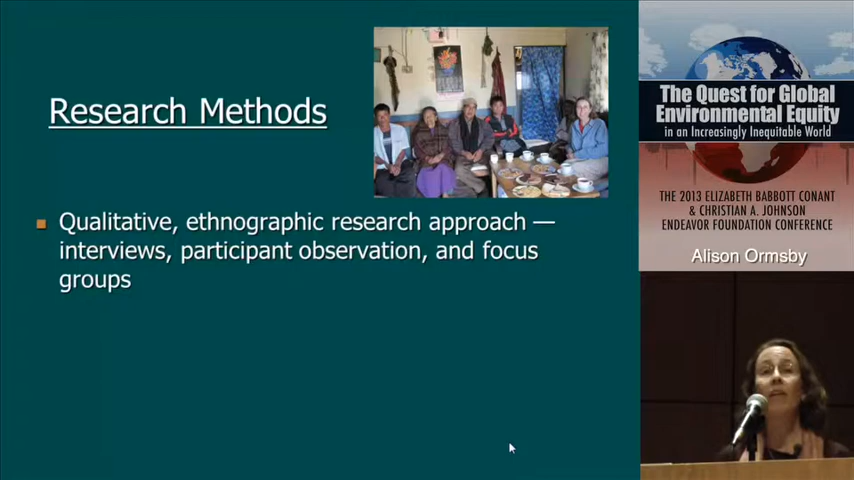 Research Methods
Qualitative, ethnographic research approach —
interviews, participant observation, and focus
groups
The Quest for Global
Environmental Equity
in an Increasingly Inequitable World
THE 2013 ELIZABETH BABBOTT CONANT
& CHRISTIAN A. JOHNSON
ENDEAVOR FOUNDATION CONFERENCE
Alison Ormsby